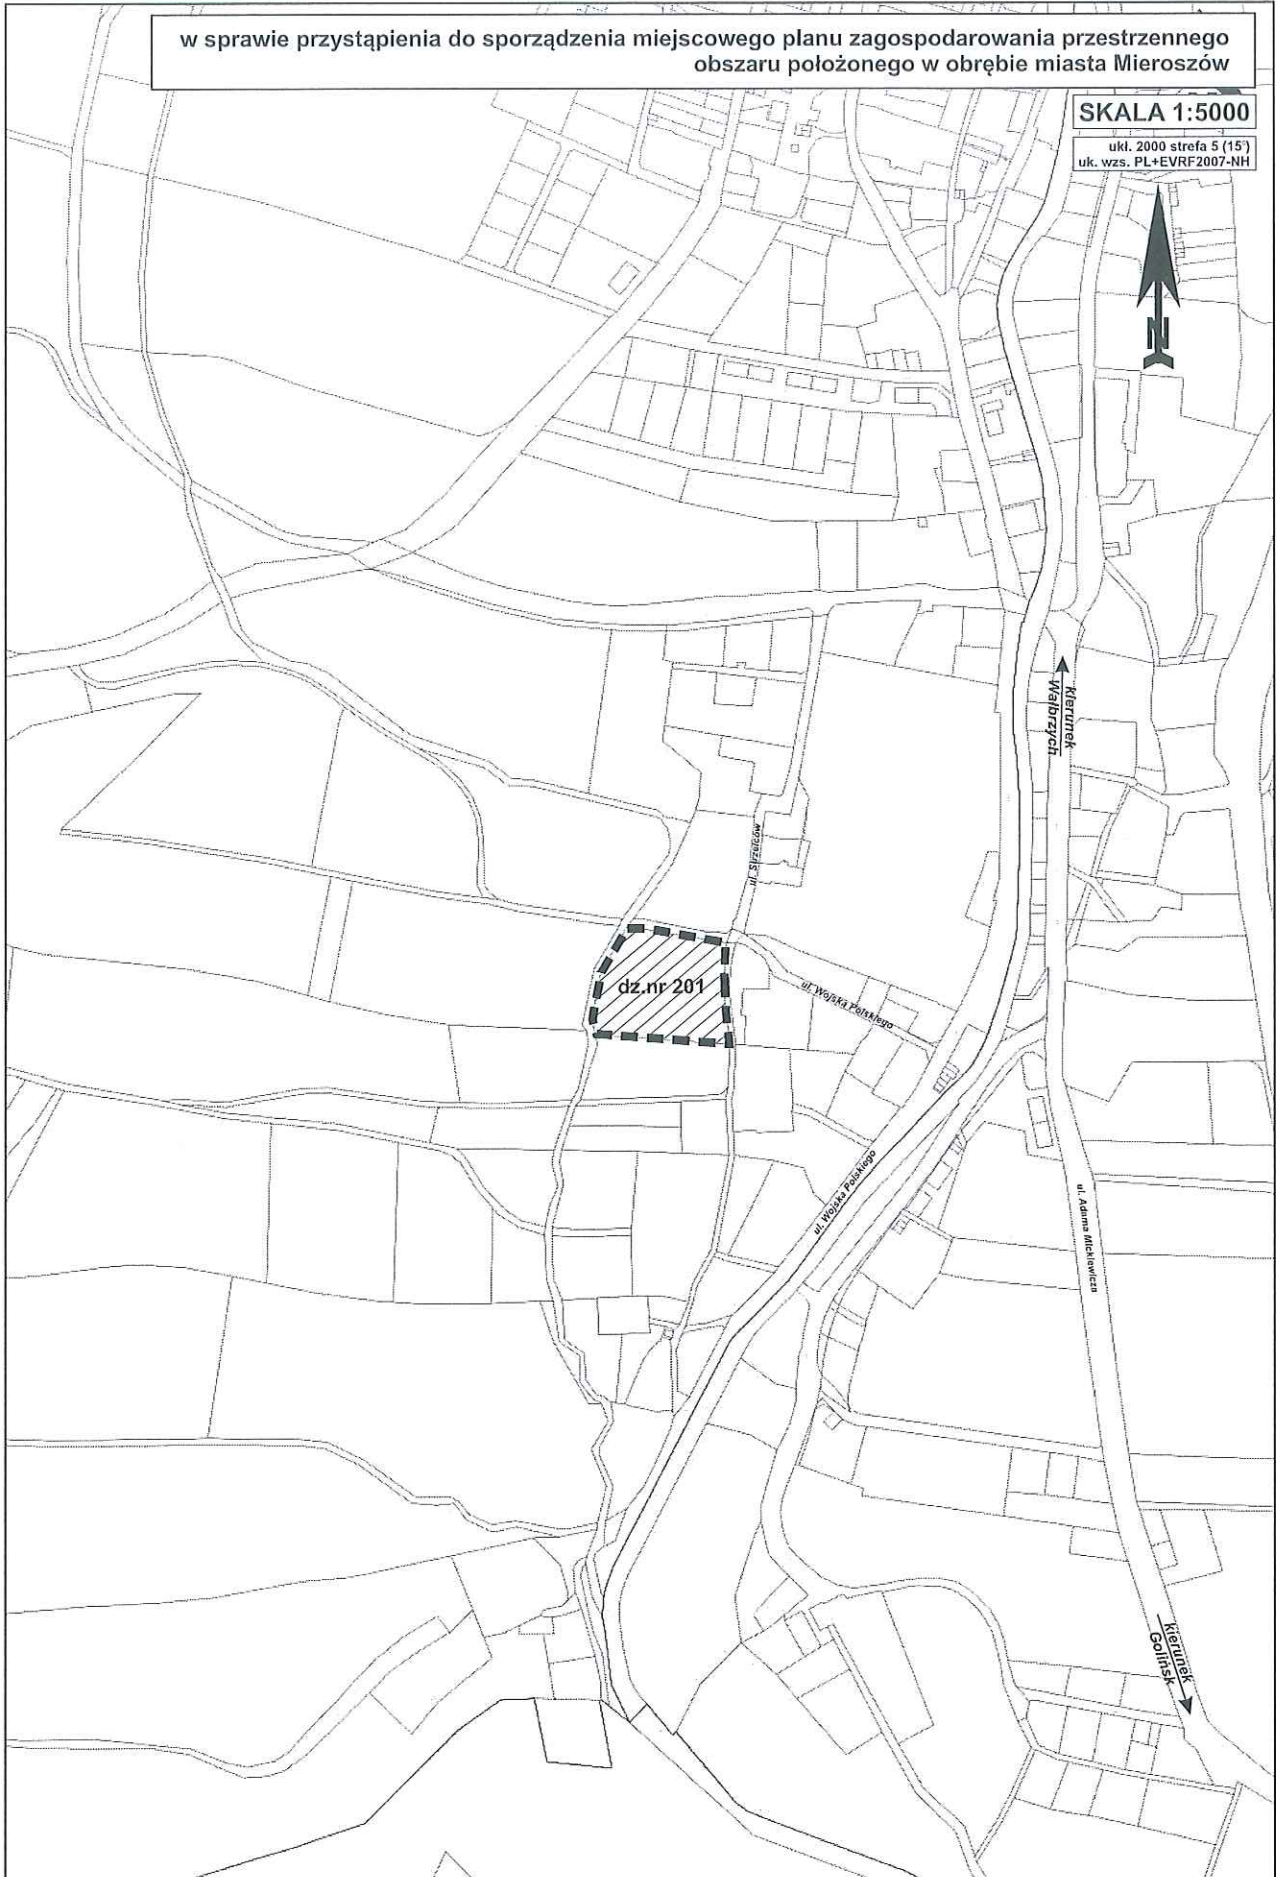 w sprawie przystąpienia do sporządzenia miejscowego planu zagospodarowania przestrzennego
obszaru położonego w obrębie miasta Mieroszów
SKALA 1:5000
ukł. 2000 strefa 5 (15°)
uk. wzs. PL+EVRF2007-NH
N
kierunek
Wałbrzych
ul. Strzelców
dz.nr 201
ul. Wojska Polskiego
ul. Wojska Polskiego
ul. Adama Mickiewicza
kierunek
Golińsk